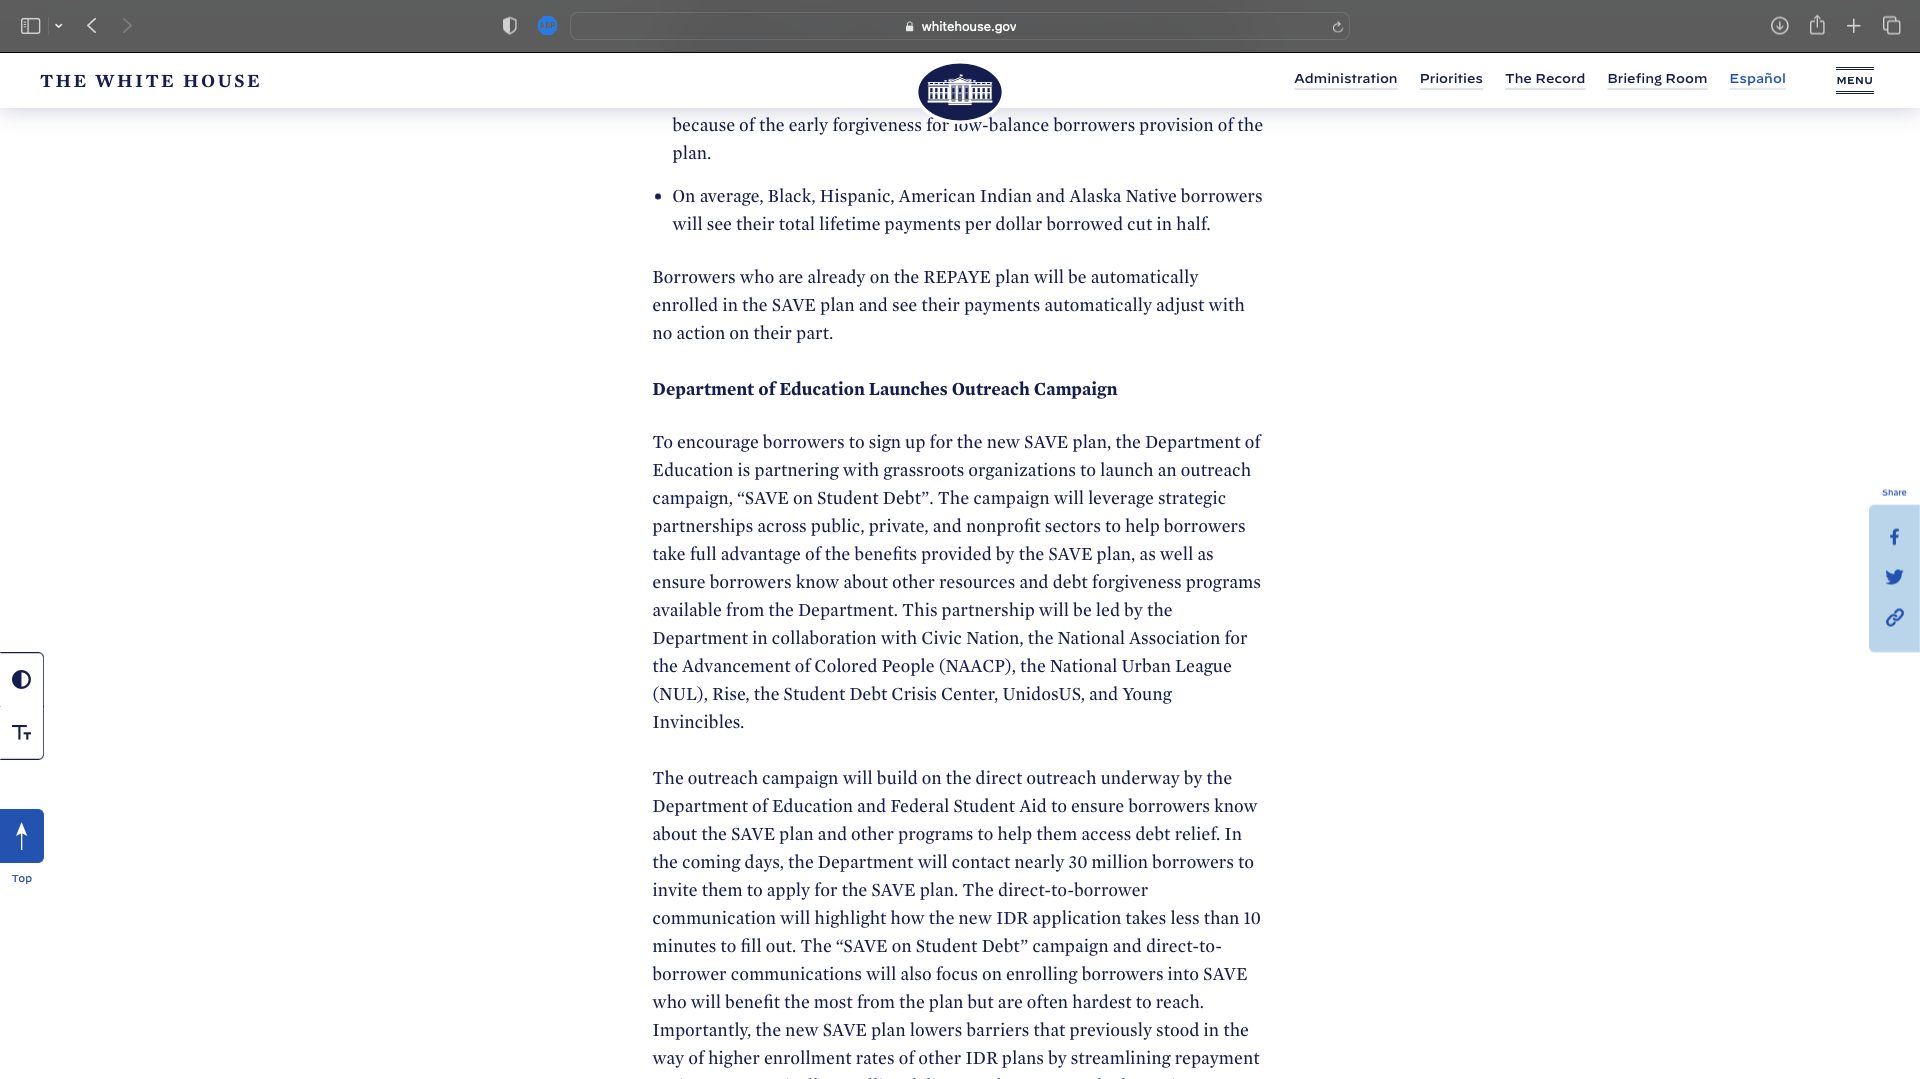 whitehouse.gov
THE WHITE HOUSE
Administration
Priorities
The Record
Briefing Room
Español
MENU
because of the early forgiveness for low-balance borrowers provision of the
plan.
• On average, Black, Hispanic, American Indian and Alaska Native borrowers
will see their total lifetime payments per dollar borrowed cut in half.
Borrowers who are already on the REPAYE plan will be automatically
enrolled in the SAVE plan and see their payments automatically adjust with
no action on their part.
Department of Education Launches Outreach Campaign
To encourage borrowers to sign up for the new SAVE plan, the Department of
Education is partnering with grassroots organizations to launch an outreach
campaign, “SAVE on Student Debt”. The campaign will leverage strategic
partnerships across public, private, and nonprofit sectors to help borrowers
take full advantage of the benefits provided by the SAVE plan, as well as
ensure borrowers know about other resources and debt forgiveness programs
available from the Department. This partnership will be led by the
Department in collaboration with Civic Nation, the National Association for
the Advancement of Colored People (NAACP), the National Urban League
(NUL), Rise, the Student Debt Crisis Center, UnidosUS, and Young
Invincibles.
The outreach campaign will build on the direct outreach underway by the
Department of Education and Federal Student Aid to ensure borrowers know
about the SAVE plan and other programs to help them access debt relief. In
the coming days, the Department will contact nearly 30 million borrowers to
invite them to apply for the SAVE plan. The direct-to-borrower
communication will highlight how the new IDR application takes less than 10
minutes to fill out. The “SAVE on Student Debt” campaign and direct-to-
borrower communications will also focus on enrolling borrowers into SAVE
who will benefit the most from the plan but are often hardest to reach.
Importantly, the new SAVE plan lowers barriers that previously stood in the
way of higher enrollment rates of other IDR plans by streamlining repayment
Share
Tт
Top